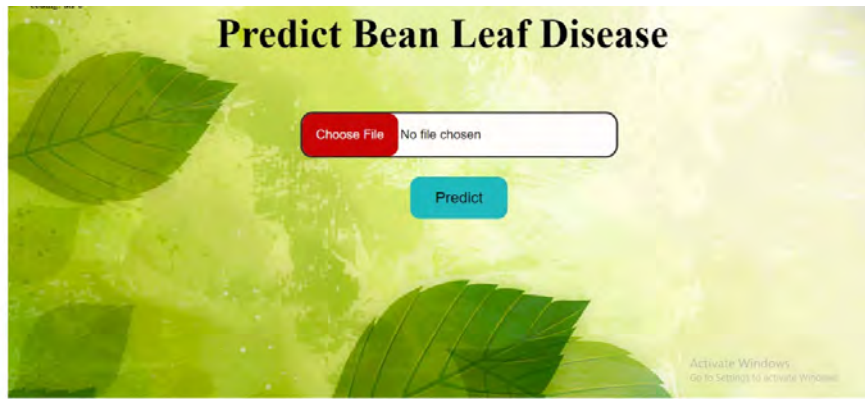 Predict Bean Leaf Disease
Choose File No file chosen
Predict
Activate Windows
Go to Settings to activate Windows.